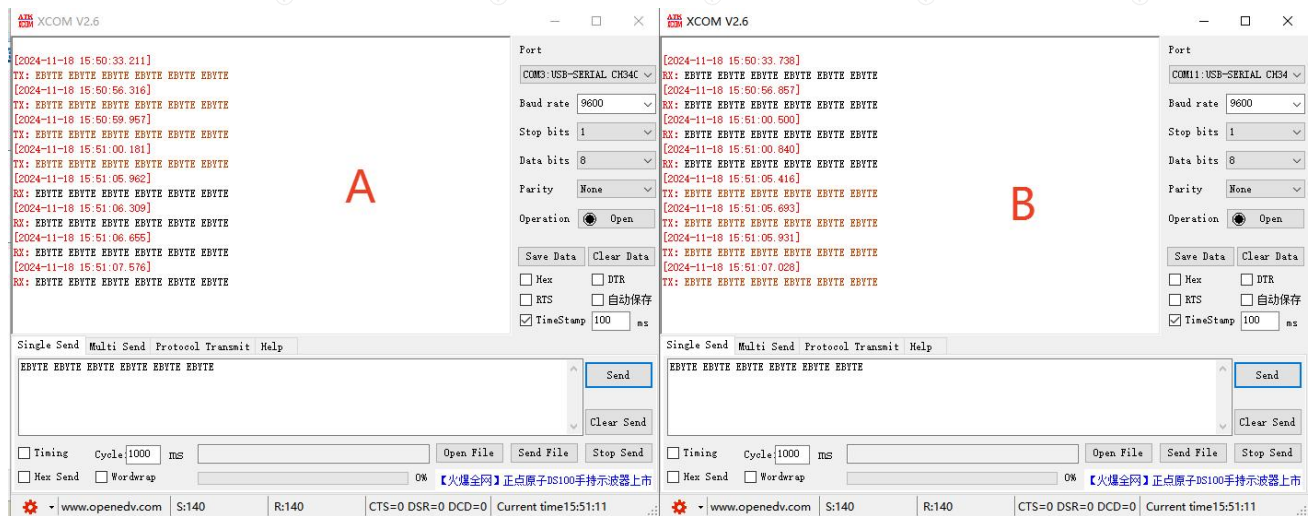 XCOM V2.6
[2024-11-18 15:50:33.211]
TX: EBYTE EBYTE EBYTE EBYTE EBYTE EBYTE
[2024-11-18 15:50:56.316]
TX: EBYTE EBYTE EBYTE EBYTE EBYTE EBYTE
[2024-11-18 15:50:59.957]
TX: EBYTE EBYTE EBYTE EBYTE EBYTE EBYTE
[2024-11-18 15:51:00.181]
TX: EBYTE EBYTE EBYTE EBYTE EBYTE EBYTE
[2024-11-18 15:51:05.962]
RX: EBYTE EBYTE EBYTE EBYTE EBYTE EBYTE
[2024-11-18 15:51:06.309]
RX: EBYTE EBYTE EBYTE EBYTE EBYTE EBYTE
[2024-11-18 15:51:06.655]
RX: EBYTE EBYTE EBYTE EBYTE EBYTE EBYTE
[2024-11-18 15:51:07.576]
RX: EBYTE EBYTE EBYTE EBYTE EBYTE EBYTE
A
Port
COM3:USB-SERIAL CH34C
Baud rate 9600
Stop bits 1
Data bits 8
Parity None
Operation Open
Save Data Clear Data
Hex DTR
RTS 自动保存
TimeStamp 100 ms
Single Send Multi Send Protocol Transmit Help
EBYTE EBYTE EBYTE EBYTE EBYTE EBYTE
Send
Clear Send
Timing Cycle:1000 ms Open File Send File Stop Send
Hex Send Wordwrap 0% 【火爆全网】正点原子DS100手持示波器上市
www.openedv.com S:140 R:140 CTS=0 DSR=0 DCD=0 Current time15:51:11
XCOM V2.6
[2024-11-18 15:50:33.738]
RX: EBYTE EBYTE EBYTE EBYTE EBYTE EBYTE
[2024-11-18 15:50:56.857]
RX: EBYTE EBYTE EBYTE EBYTE EBYTE EBYTE
[2024-11-18 15:51:00.500]
RX: EBYTE EBYTE EBYTE EBYTE EBYTE EBYTE
[2024-11-18 15:51:00.840]
RX: EBYTE EBYTE EBYTE EBYTE EBYTE EBYTE
[2024-11-18 15:51:05.416]
TX: EBYTE EBYTE EBYTE EBYTE EBYTE EBYTE
[2024-11-18 15:51:05.693]
TX: EBYTE EBYTE EBYTE EBYTE EBYTE EBYTE
[2024-11-18 15:51:05.931]
TX: EBYTE EBYTE EBYTE EBYTE EBYTE EBYTE
[2024-11-18 15:51:07.028]
TX: EBYTE EBYTE EBYTE EBYTE EBYTE EBYTE
B
Port
COM11:USB-SERIAL CH34
Baud rate 9600
Stop bits 1
Data bits 8
Parity None
Operation Open
Save Data Clear Data
Hex DTR
RTS 自动保存
TimeStamp 100 ms
Single Send Multi Send Protocol Transmit Help
EBYTE EBYTE EBYTE EBYTE EBYTE EBYTE
Send
Clear Send
Timing Cycle:1000 ms Open File Send File Stop Send
Hex Send Wordwrap 0% 【火爆全网】正点原子DS100手持示波器上市
www.openedv.com S:140 R:140 CTS=0 DSR=0 DCD=0 Current time15:51:11